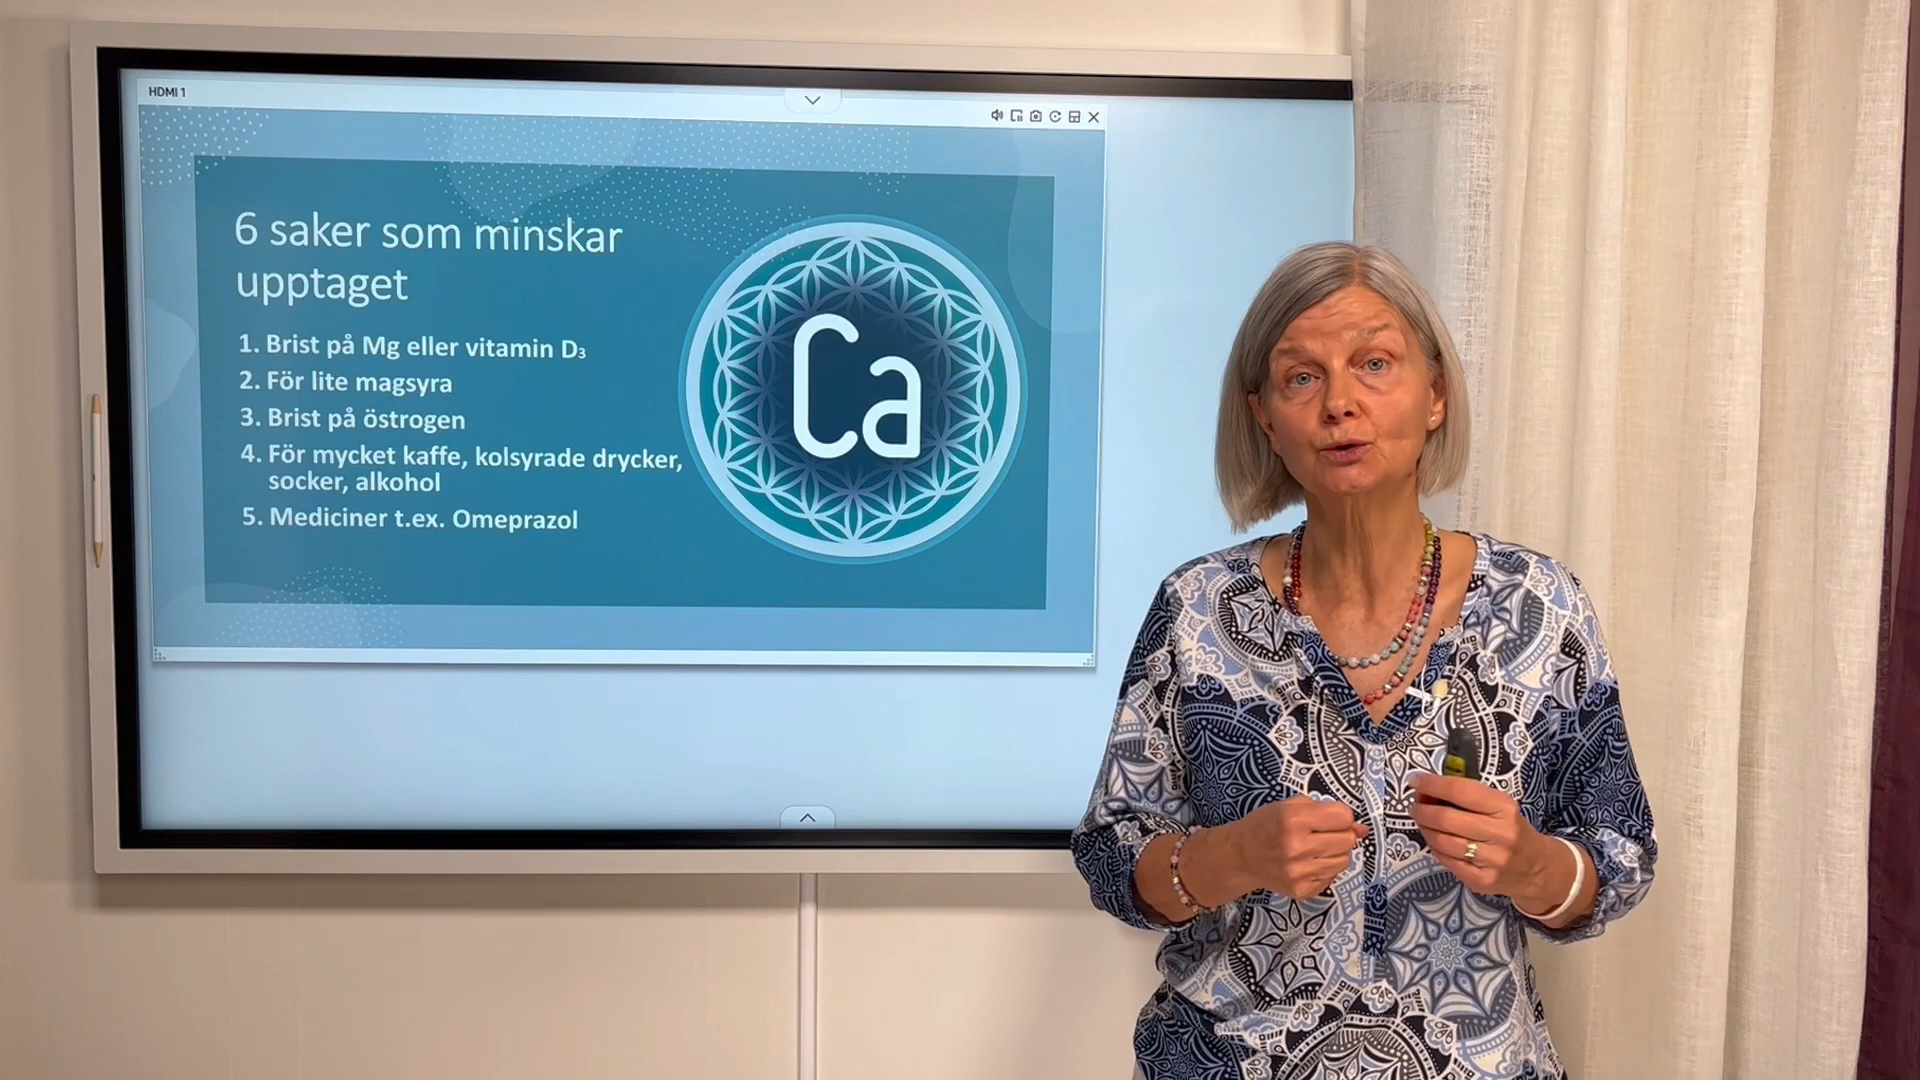 HDMI 1
6 saker som minskar
upptaget
1. Brist på Mg eller vitamin D₃
2. För lite magsyra
3. Brist på östrogen
4. För mycket kaffe, kolsyrade drycker,
socker, alkohol
5. Mediciner t.ex. Omeprazol
Ca